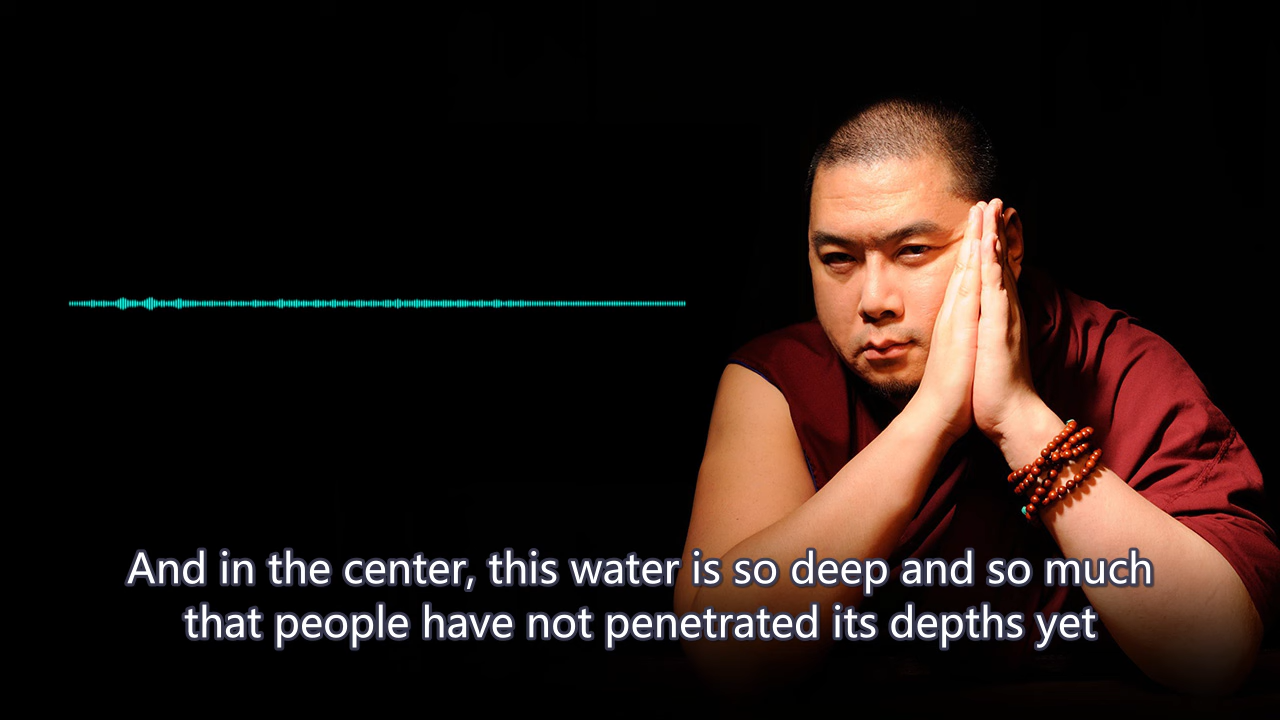 And in the center, this water is so deep and so much
that people have not penetrated its depths yet